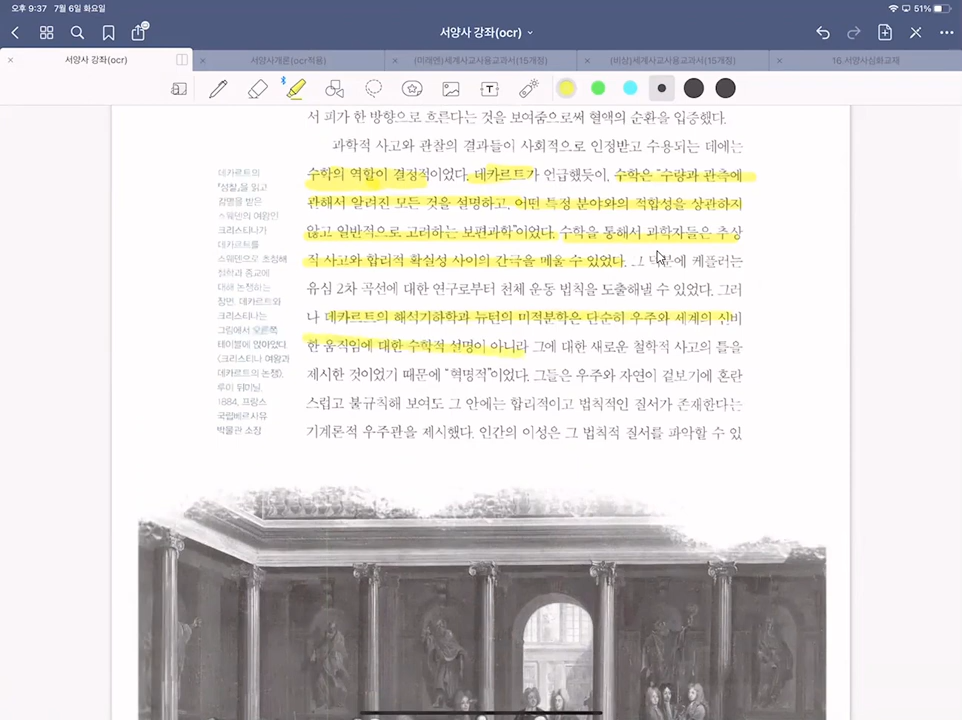 오후 9:37 7월 6일 화요일
51%
서양사 강좌(ocr)
서양사 강좌(ocr)
서양사개론(ocr적용)
(미래엔)세계사교사용교과서(15개정)
(비상)세계사교사용교과서(15개정)
16.서양사심화교재
서 피가 한 방향으로 흐른다는 것을 보여줌으로써 혈액의 순환을 입증했다.
과학적 사고와 관찰의 결과들이 사회적으로 인정받고 수용되는 데에는
수학의 역할이 결정적이었다. 데카르트가 언급했듯이, 수학은 "수량과 관측에
관해서 알려진 모든 것을 설명하고, 어떤 특정 분야와의 적합성을 상관하지
않고 일반적으로 고려하는 보편과학"이었다. 수학을 통해서 과학자들은 추상
적 사고와 합리적 확실성 사이의 간극을 메울 수 있었다. 그 덕분에 케플러는
유심 2차 곡선에 대한 연구로부터 천체 운동 법칙을 도출해낼 수 있었다. 그러
나 데카르트의 해석기하학과 뉴턴의 미적분학은 단순히 우주와 세계의 신비
한 움직임에 대한 수학적 설명이 아니라 그에 대한 새로운 철학적 사고의 틀을
제시한 것이었기 때문에 "혁명적"이었다. 그들은 우주와 자연이 겉보기에 혼란
스럽고 불규칙해 보여도 그 안에는 합리적이고 법칙적인 질서가 존재한다는
기계론적 우주관을 제시했다. 인간의 이성은 그 법칙적 질서를 파악할 수 있
데카르트의
『성찰』을 읽고
감명을 받은
스웨덴의 여왕인
크리스티나가
데카르트를
스웨덴으로 초청해
철학과 종교에
대해 논쟁하는
장면. 데카르트와
크리스티나는
그림에서 오른쪽
테이블에 앉아있다.
〈크리스티나 여왕과
데카르트의 논쟁〉,
루이 뒤미닐,
1884, 프랑스
국립베르사유
박물관 소장